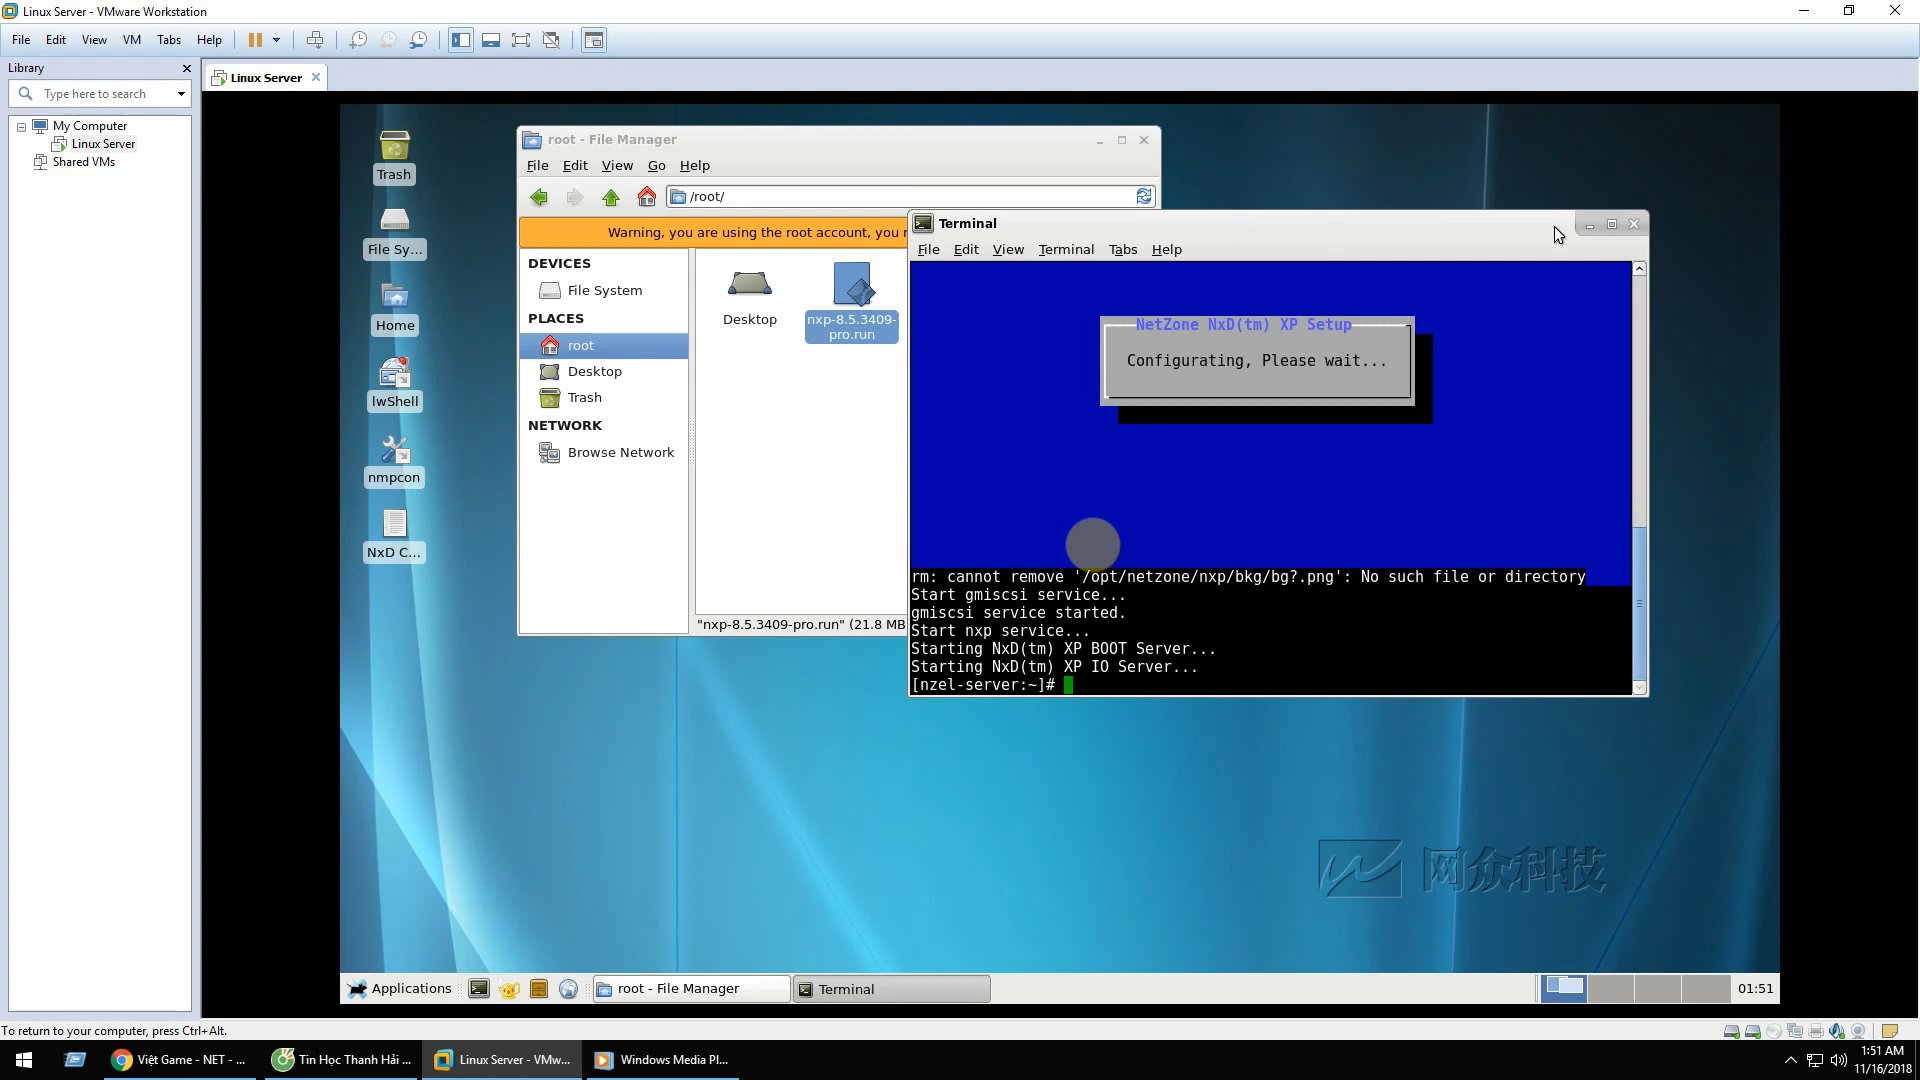 Linux Server - VMware Workstation
File Edit View VM Tabs Help
Library
Type here to search
My Computer
Linux Server
Shared VMs
Linux Server
Trash
File Sy...
Home
lwShell
nmpcon
NxD C...
root - File Manager
File Edit View Go Help
/root/
Warning, you are using the root account, you
DEVICES
File System
PLACES
root
Desktop
Trash
NETWORK
Browse Network
Desktop
nxp-8.5.3409-
pro.run
"nxp-8.5.3409-pro.run" (21.8 MB
Terminal
File Edit View Terminal Tabs Help
NetZone NxD(tm) XP Setup
Configurating, Please wait...
rm: cannot remove '/opt/netzone/nxp/bkg/bg?.png': No such file or directory
Start gmiscsi service...
gmiscsi service started.
Start nxp service...
Starting NxD(tm) XP BOOT Server...
Starting NxD(tm) XP IO Server...
[nzel-server:~]#
网众科技
Applications
root - File Manager
Terminal
01:51
To return to your computer, press Ctrl+Alt.
Việt Game - NET - ...
Tin Học Thanh Hải ...
Linux Server - VMw...
Windows Media Pl...
1:51 AM
11/16/2018